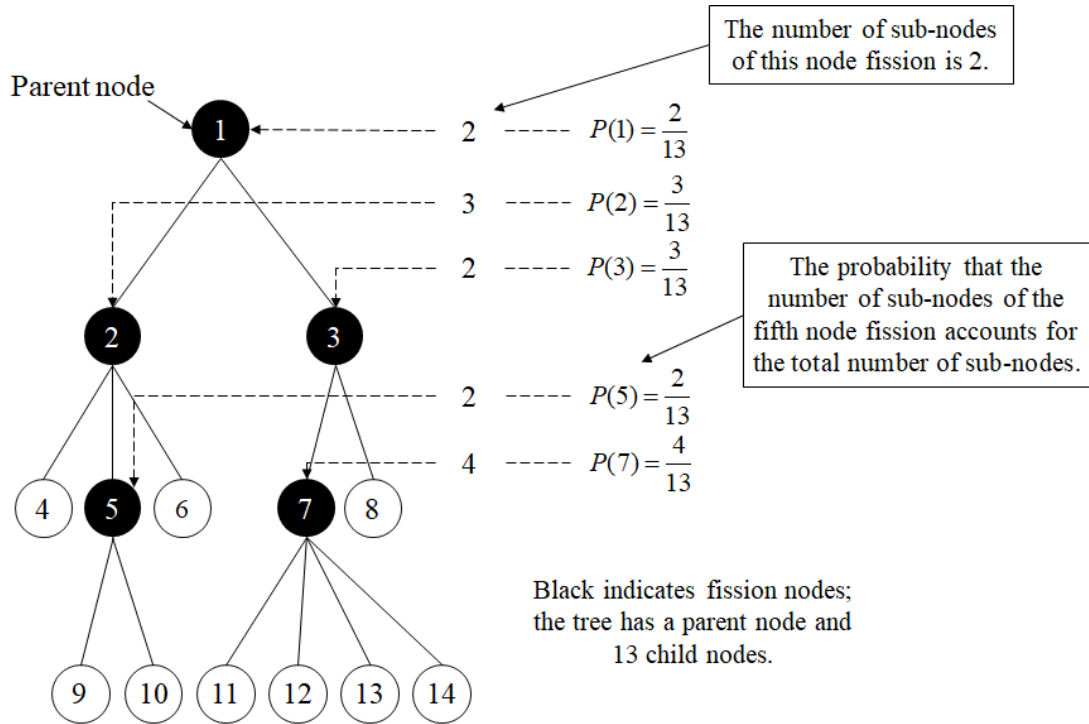 The number of sub-nodes
of this node fission is 2.
Parent node
1
2
P(1) = 2/13
3
P(2) = 3/13
2
P(3) = 3/13
The probability that the
number of sub-nodes of the
fifth node fission accounts for
the total number of sub-nodes.
2
3
2
P(5) = 2/13
4
P(7) = 4/13
4
5
6
7
8
Black indicates fission nodes;
the tree has a parent node and
13 child nodes.
9
10
11
12
13
14